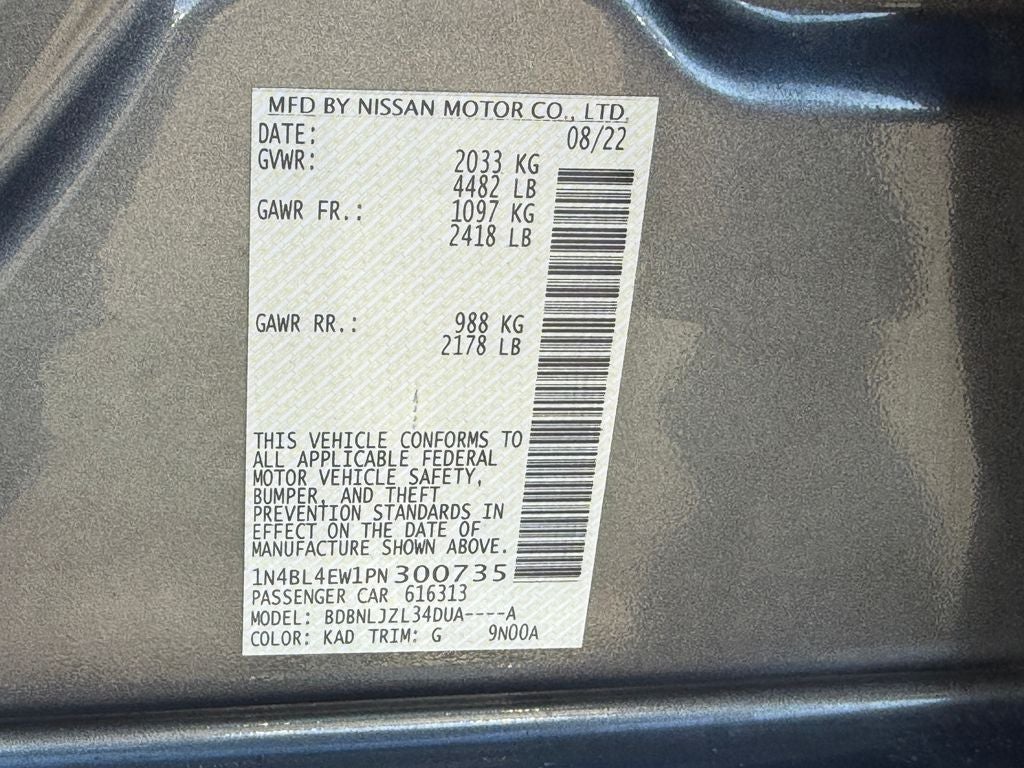 MFD BY NISSAN MOTOR CO., LTD.
DATE: 08/22
GVWR: 2033 KG
4482 LB
GAWR FR.: 1097 KG
2418 LB
GAWR RR.: 988 KG
2178 LB
THIS VEHICLE CONFORMS TO
ALL APPLICABLE FEDERAL
MOTOR VEHICLE SAFETY,
BUMPER, AND THEFT
PREVENTION STANDARDS IN
EFFECT ON THE DATE OF
MANUFACTURE SHOWN ABOVE.
1N4BL4EW1PN300735
PASSENGER CAR 616313
MODEL: BDBNLJZL34DUA----A
COLOR: KAD TRIM: G 9N00A